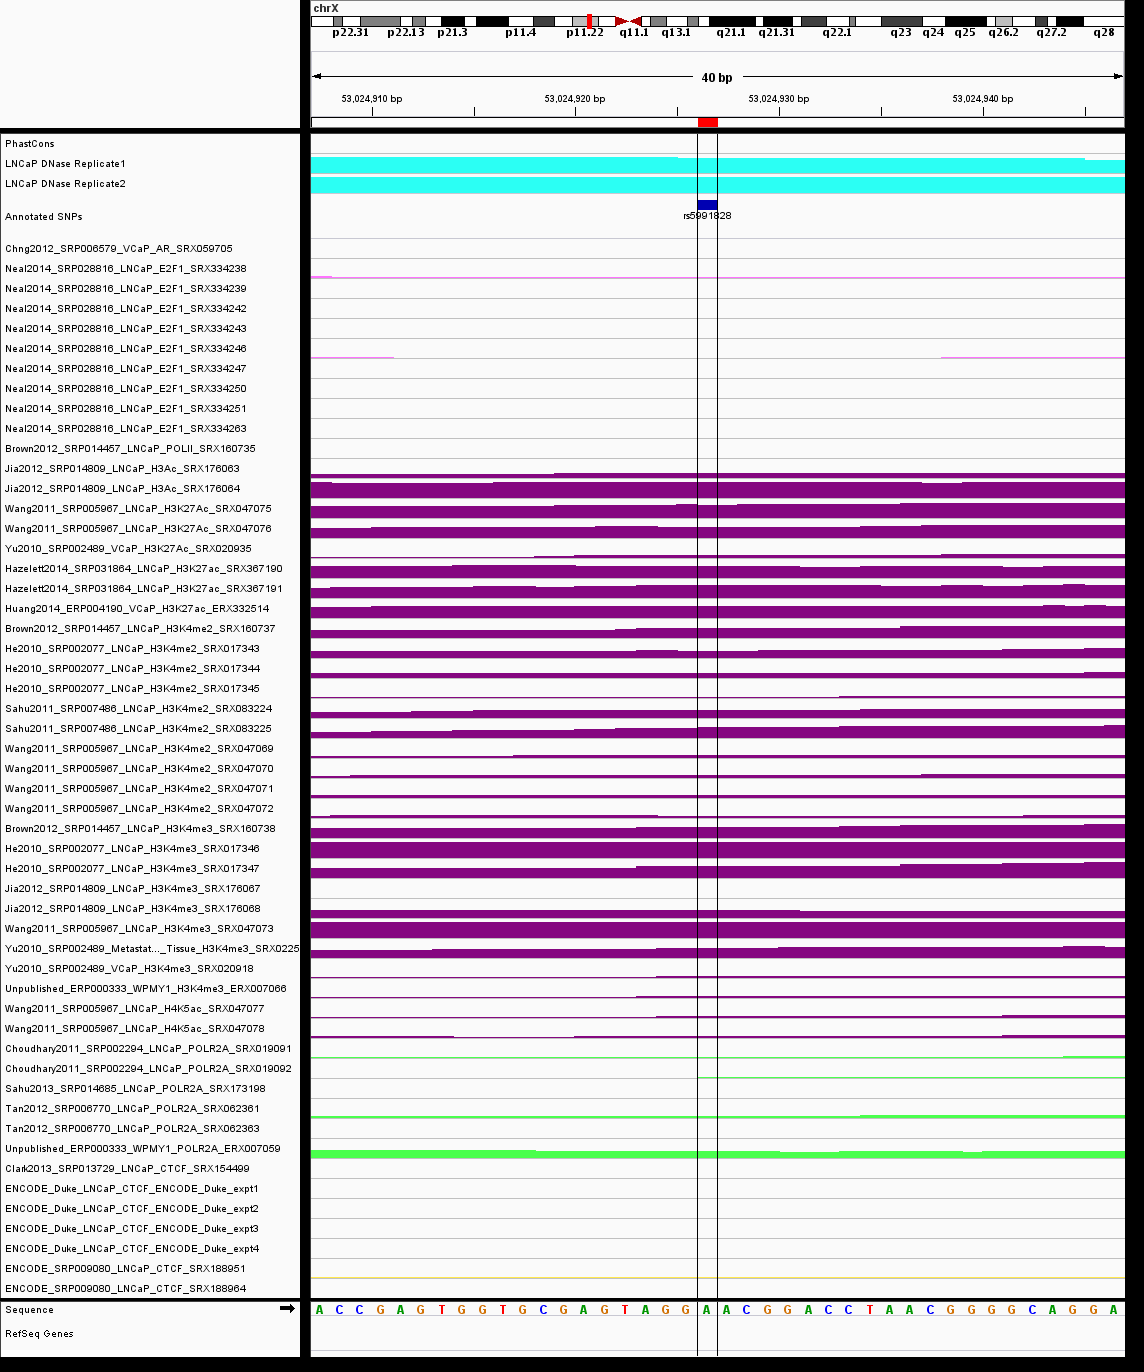 chrX
p22.31 p22.13 p21.3 p11.4 p11.22 q11.1 q13.1 q21.1 q21.31 q22.1 q23 q24 q25 q26.2 q27.2 q28
40 bp
53,024,910 bp 53,024,920 bp 53,024,930 bp 53,024,940 bp
PhastCons
LNCaP DNase Replicate1
LNCaP DNase Replicate2
Annotated SNPs
rs5991828
Chng2012_SRP006579_VCaP_AR_SRX059705
Neal2014_SRP028816_LNCaP_E2F1_SRX334238
Neal2014_SRP028816_LNCaP_E2F1_SRX334239
Neal2014_SRP028816_LNCaP_E2F1_SRX334242
Neal2014_SRP028816_LNCaP_E2F1_SRX334243
Neal2014_SRP028816_LNCaP_E2F1_SRX334246
Neal2014_SRP028816_LNCaP_E2F1_SRX334247
Neal2014_SRP028816_LNCaP_E2F1_SRX334250
Neal2014_SRP028816_LNCaP_E2F1_SRX334251
Neal2014_SRP028816_LNCaP_E2F1_SRX334263
Brown2012_SRP014457_LNCaP_POLII_SRX160735
Jia2012_SRP014809_LNCaP_H3Ac_SRX176063
Jia2012_SRP014809_LNCaP_H3Ac_SRX176064
Wang2011_SRP005967_LNCaP_H3K27Ac_SRX047075
Wang2011_SRP005967_LNCaP_H3K27Ac_SRX047076
Yu2010_SRP002489_VCaP_H3K27Ac_SRX020935
Hazelett2014_SRP031864_LNCaP_H3K27ac_SRX367190
Hazelett2014_SRP031864_LNCaP_H3K27ac_SRX367191
Huang2014_ERP004190_VCaP_H3K27ac_ERX332514
Brown2012_SRP014457_LNCaP_H3K4me2_SRX160737
He2010_SRP002077_LNCaP_H3K4me2_SRX017343
He2010_SRP002077_LNCaP_H3K4me2_SRX017344
He2010_SRP002077_LNCaP_H3K4me2_SRX017345
Sahu2011_SRP007486_LNCaP_H3K4me2_SRX083224
Sahu2011_SRP007486_LNCaP_H3K4me2_SRX083225
Wang2011_SRP005967_LNCaP_H3K4me2_SRX047069
Wang2011_SRP005967_LNCaP_H3K4me2_SRX047070
Wang2011_SRP005967_LNCaP_H3K4me2_SRX047071
Wang2011_SRP005967_LNCaP_H3K4me2_SRX047072
Brown2012_SRP014457_LNCaP_H3K4me3_SRX160738
He2010_SRP002077_LNCaP_H3K4me3_SRX017346
He2010_SRP002077_LNCaP_H3K4me3_SRX017347
Jia2012_SRP014809_LNCaP_H3K4me3_SRX176067
Jia2012_SRP014809_LNCaP_H3K4me3_SRX176068
Wang2011_SRP005967_LNCaP_H3K4me3_SRX047073
Yu2010_SRP002489_Metastat..._Tissue_H3K4me3_SRX0225
Yu2010_SRP002489_VCaP_H3K4me3_SRX020918
Unpublished_ERP000333_WPMY1_H3K4me3_ERX007066
Wang2011_SRP005967_LNCaP_H4K5ac_SRX047077
Wang2011_SRP005967_LNCaP_H4K5ac_SRX047078
Choudhary2011_SRP002294_LNCaP_POLR2A_SRX019091
Choudhary2011_SRP002294_LNCaP_POLR2A_SRX019092
Sahu2013_SRP014685_LNCaP_POLR2A_SRX173198
Tan2012_SRP006770_LNCaP_POLR2A_SRX062361
Tan2012_SRP006770_LNCaP_POLR2A_SRX062363
Unpublished_ERP000333_WPMY1_POLR2A_ERX007059
Clark2013_SRP013729_LNCaP_CTCF_SRX154499
ENCODE_Duke_LNCaP_CTCF_ENCODE_Duke_expt1
ENCODE_Duke_LNCaP_CTCF_ENCODE_Duke_expt2
ENCODE_Duke_LNCaP_CTCF_ENCODE_Duke_expt3
ENCODE_Duke_LNCaP_CTCF_ENCODE_Duke_expt4
ENCODE_SRP009080_LNCaP_CTCF_SRX188951
ENCODE_SRP009080_LNCaP_CTCF_SRX188964
Sequence A C C G A G T G G T G C G A G T A G G A A C G G A C C T A A C G G G G C A G G A
RefSeq Genes